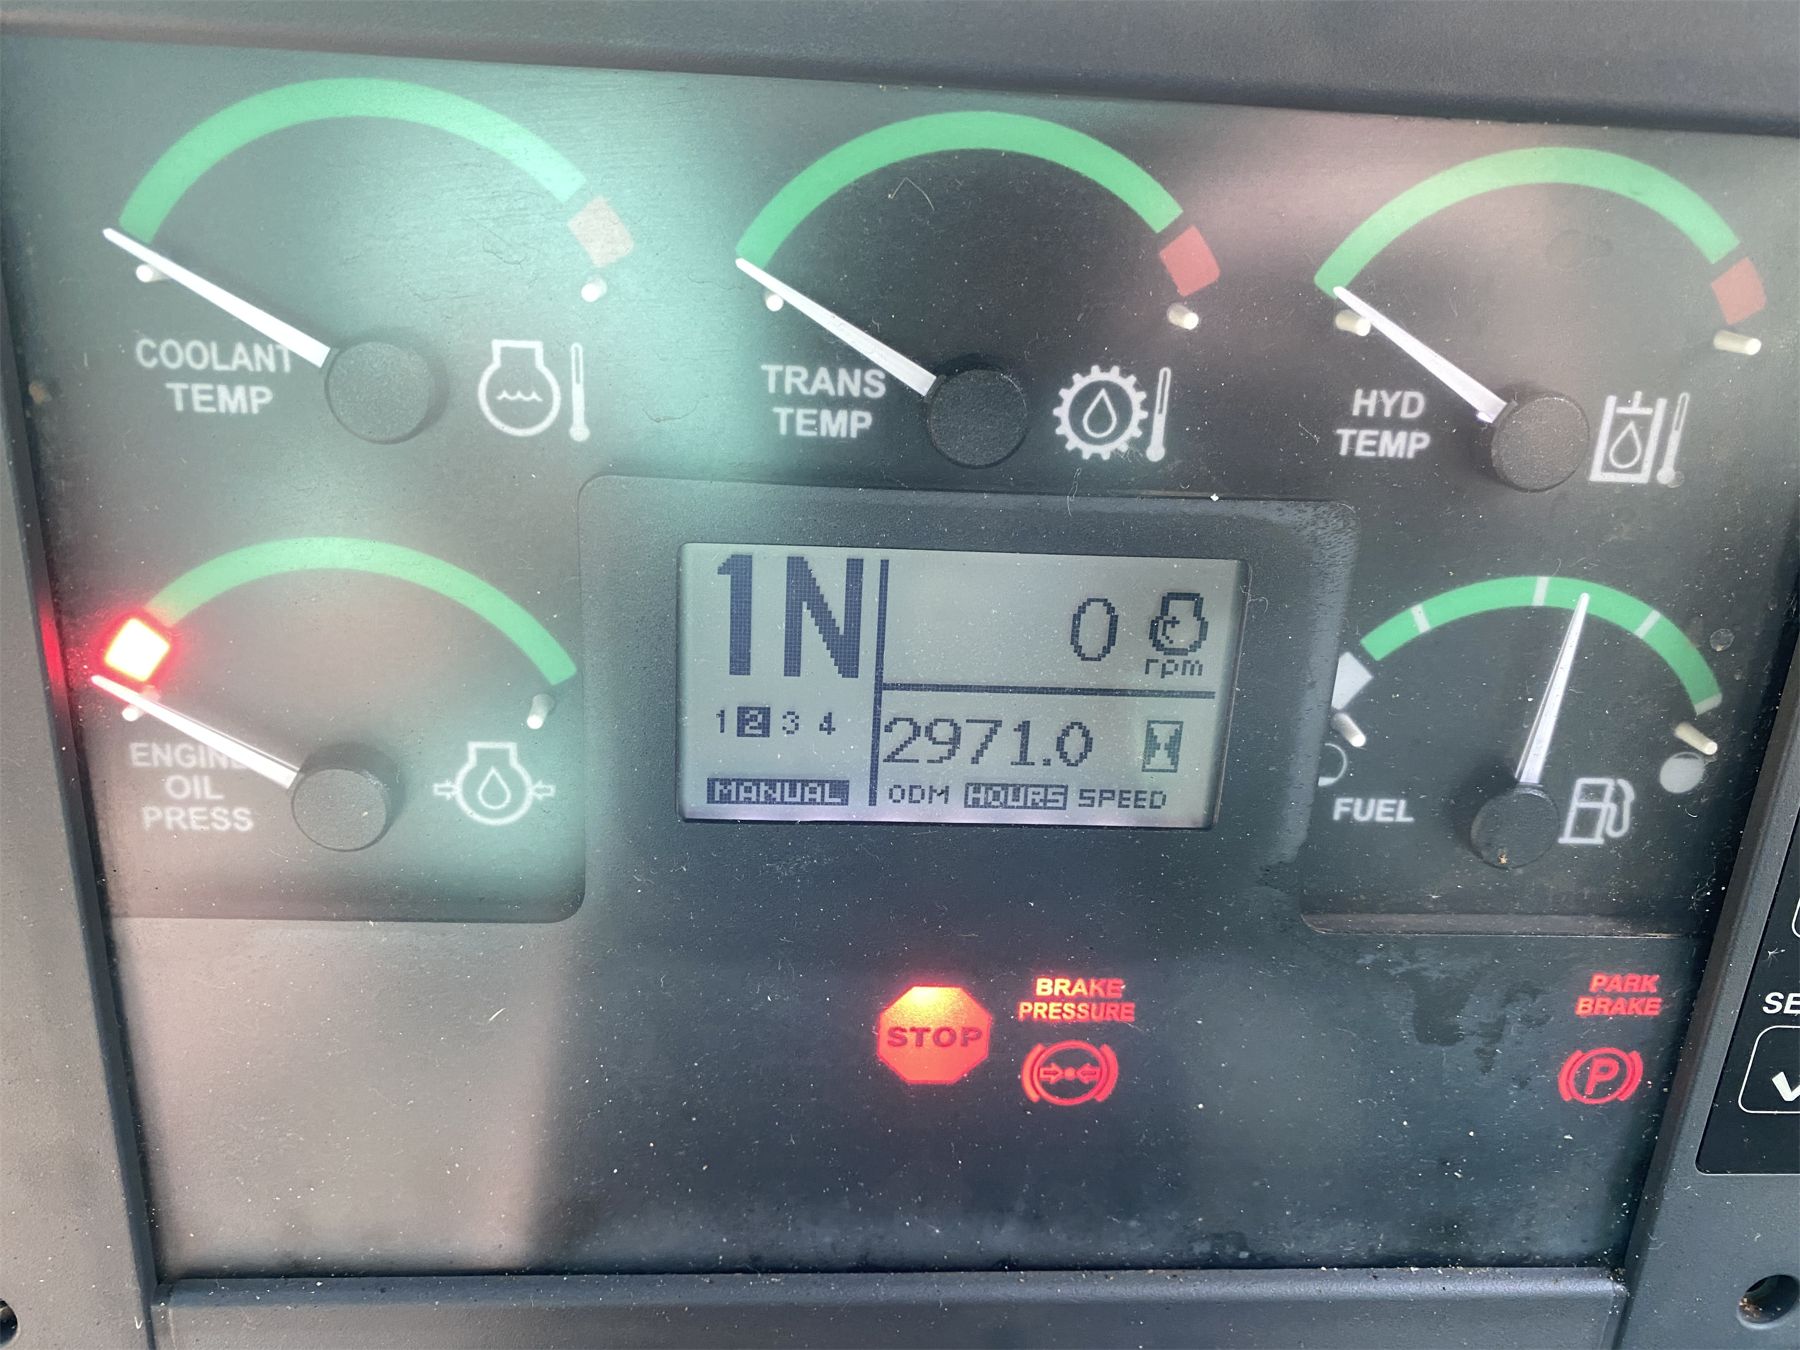 COOLANT
TEMP
TRANS
TEMP
HYD
TEMP
ENGINE
OIL
PRESS
1N
0
rpm
1 2 3 4
2971.0
MANUAL
ODM HOURS SPEED
FUEL
STOP
BRAKE
PRESSURE
PARK
BRAKE
P
SE